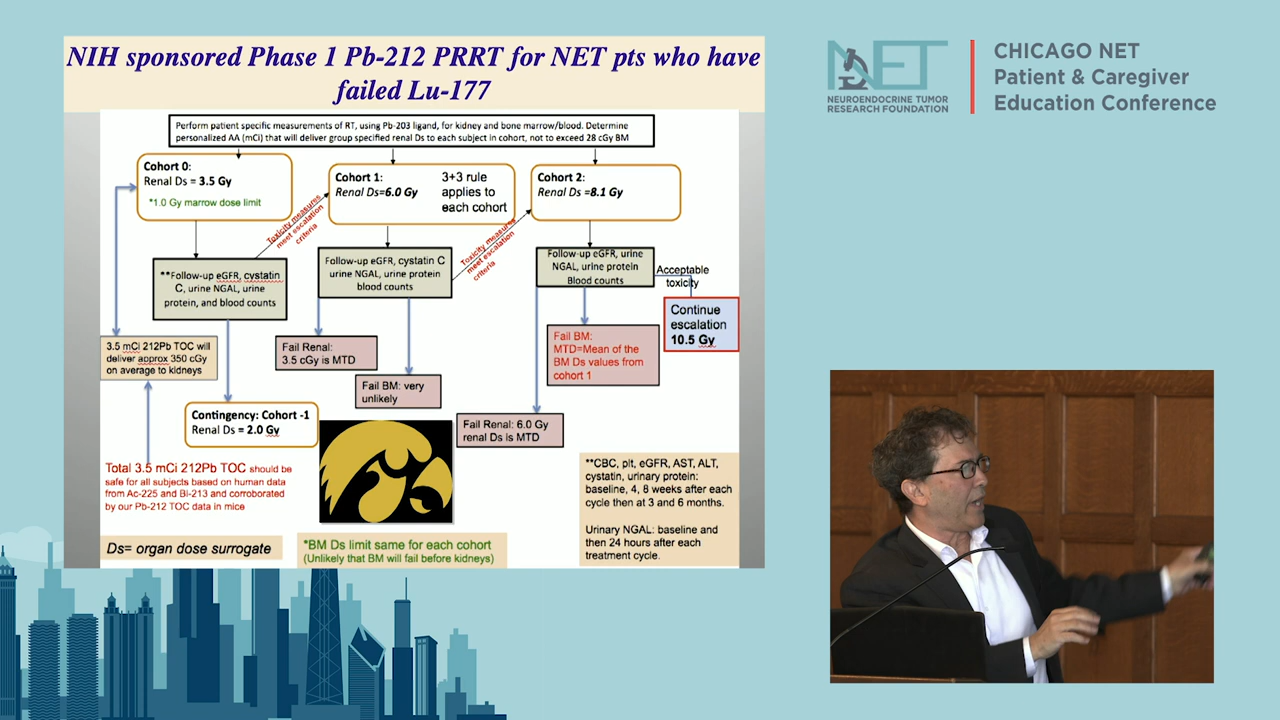 NIH sponsored Phase 1 Pb-212 PRRT for NET pts who have
failed Lu-177
Perform patient specific measurements of RT, using Pb-203 ligand, for kidney and bone marrow/blood. Determine
personalized AA (mCi) that will deliver group specified renal Ds to each subject in cohort, not to exceed 28 cGy BM
Cohort 0:
Renal Ds = 3.5 Gy
*1.0 Gy marrow dose limit
Toxicity measures
meet escalation
criteria
Cohort 1:
Renal Ds=6.0 Gy
3+3 rule
applies to
each cohort
Toxicity measures
meet escalation
criteria
Cohort 2:
Renal Ds =8.1 Gy
**Follow-up eGFR, cystatin
C, urine NGAL, urine
protein, and blood counts
Follow-up eGFR, cystatin C
urine NGAL, urine protein
blood counts
Follow-up eGFR, urine
NGAL, urine protein
Blood counts
Acceptable
toxicity
Continue
escalation
10.5 Gy
3.5 mCi 212Pb TOC will
deliver approx 350 cGy
on average to kidneys
Fail Renal:
3.5 cGy is MTD
Fail BM: very
unlikely
Fail BM:
MTD=Mean of the
BM Ds values from
cohort 1
Contingency: Cohort -1
Renal Ds = 2.0 Gy
Fail Renal: 6.0 Gy
renal Ds is MTD
Total 3.5 mCi 212Pb TOC should be
safe for all subjects based on human data
from Ac-225 and BI-213 and corroborated
by our Pb-212 TOC data in mice
**CBC, plt, eGFR, AST, ALT,
cystatin, urinary protein:
baseline, 4, 8 weeks after each
cycle then at 3 and 6 months.
Urinary NGAL: baseline and
then 24 hours after each
treatment cycle.
Ds= organ dose surrogate
*BM Ds limit same for each cohort
(Unlikely that BM will fail before kidneys)
NET
NEUROENDOCRINE TUMOR
RESEARCH FOUNDATION
CHICAGO NET
Patient & Caregiver
Education Conference